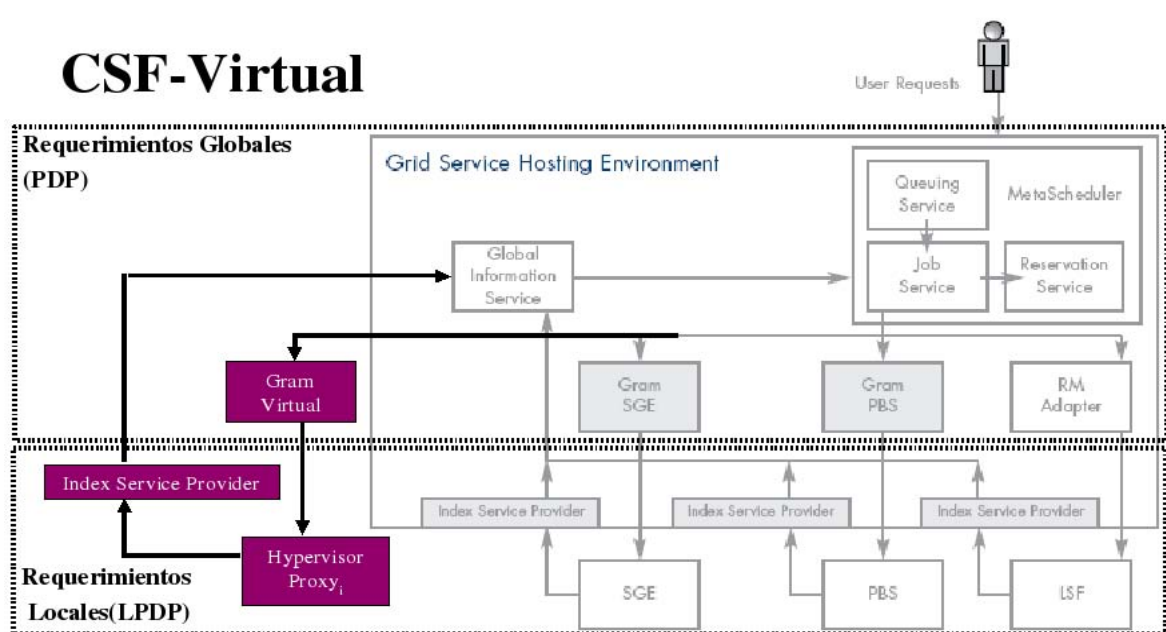 CSF-Virtual
User Requests
Requerimientos Globales
(PDP)
Grid Service Hosting Environment
Queuing
Service
MetaScheduler
Global
Information
Service
Job
Service
Reservation
Service
Gram
Virtual
Gram
SGE
Gram
PBS
RM
Adapter
Index Service Provider
Index Service Provider
Index Service Provider
Index Service Provider
Hypervisor
Proxyi
Requerimientos
Locales(LPDP)
SGE
PBS
LSF